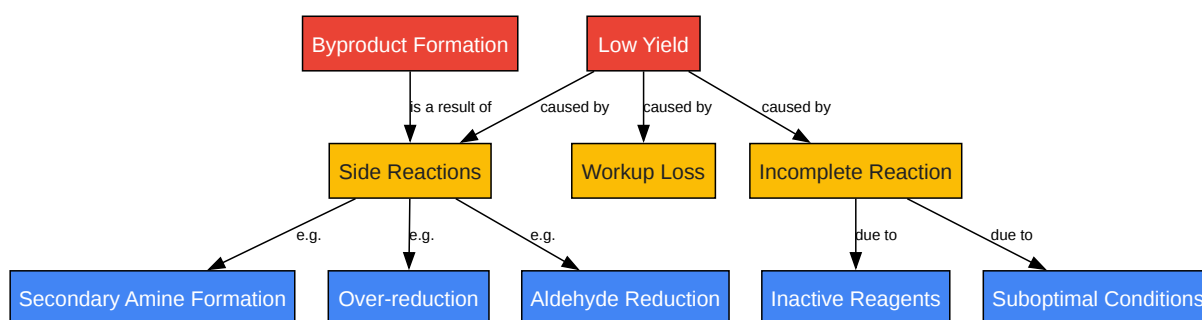 Byproduct Formation
Low Yield
is a result of
caused by
caused by
caused by
Side Reactions
Workup Loss
Incomplete Reaction
e.g.
e.g.
e.g.
due to
due to
Secondary Amine Formation
Over-reduction
Aldehyde Reduction
Inactive Reagents
Suboptimal Conditions